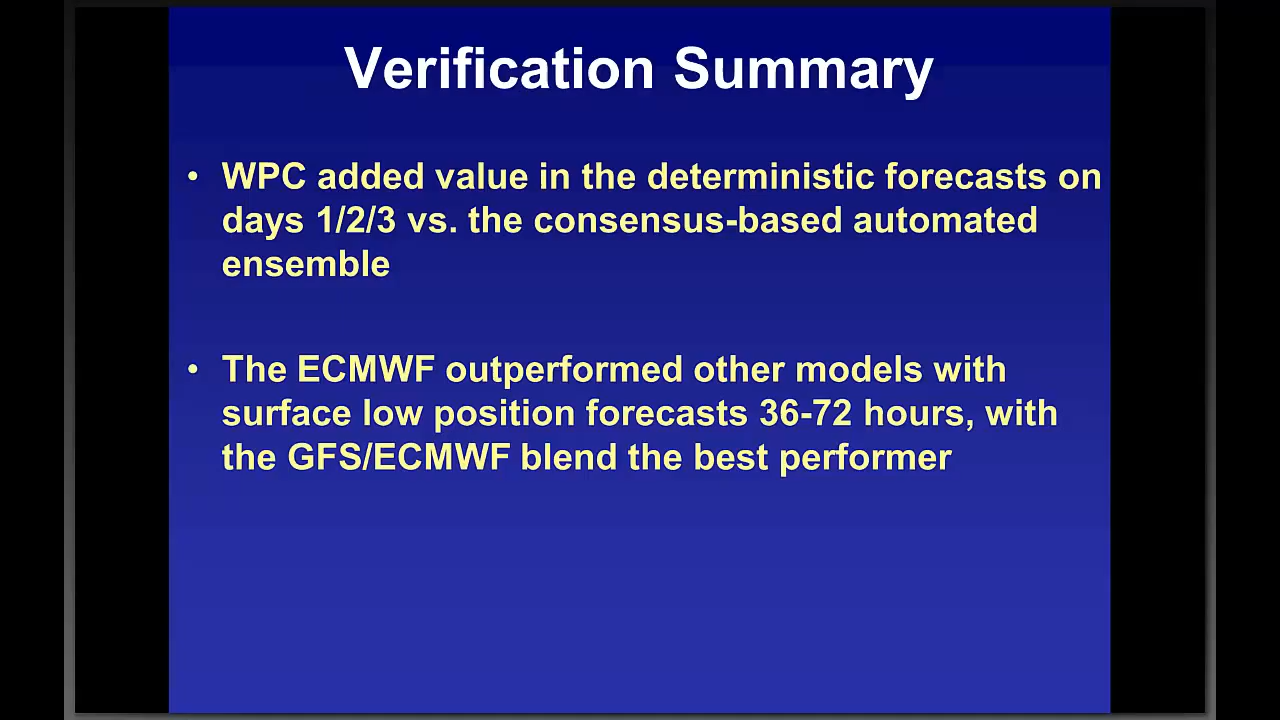 Verification Summary
• WPC added value in the deterministic forecasts on
days 1/2/3 vs. the consensus-based automated
ensemble
• The ECMWF outperformed other models with
surface low position forecasts 36-72 hours, with
the GFS/ECMWF blend the best performer